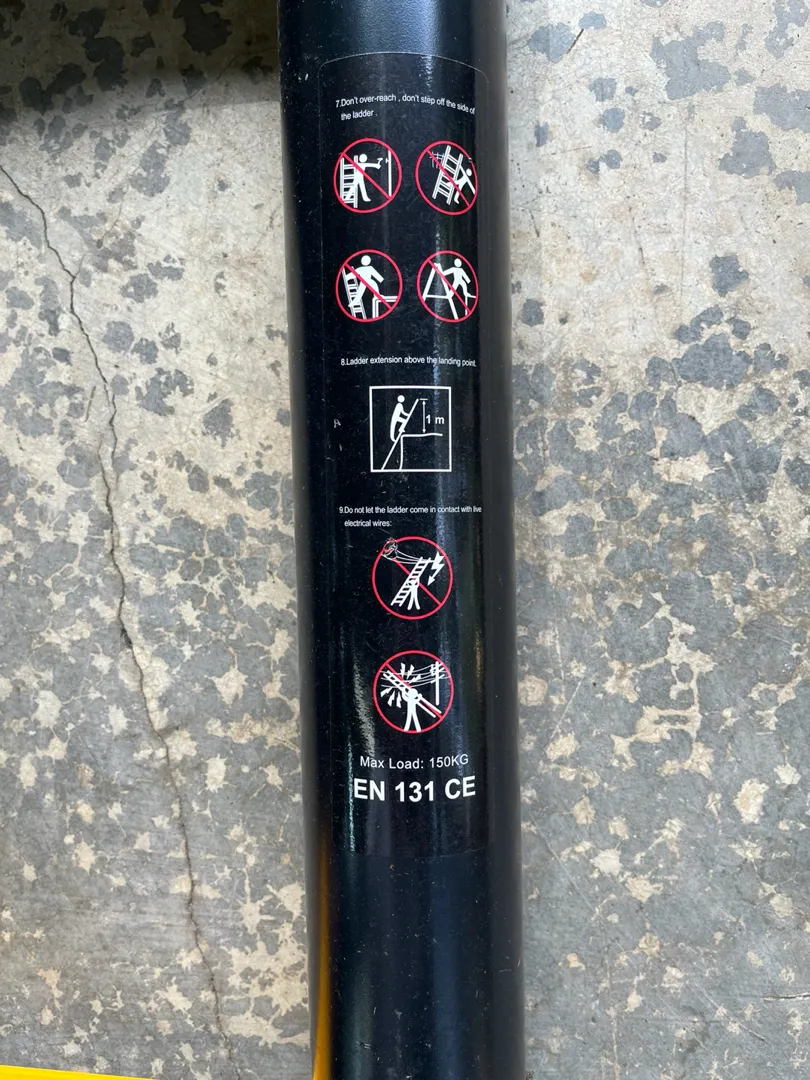 7.Don't over-reach , don't step off the side of
the ladder .
8.Ladder extension above the landing point.
1 m
9.Do not let the ladder come in contact with live
electrical wires:
Max Load: 150KG
EN 131 CE